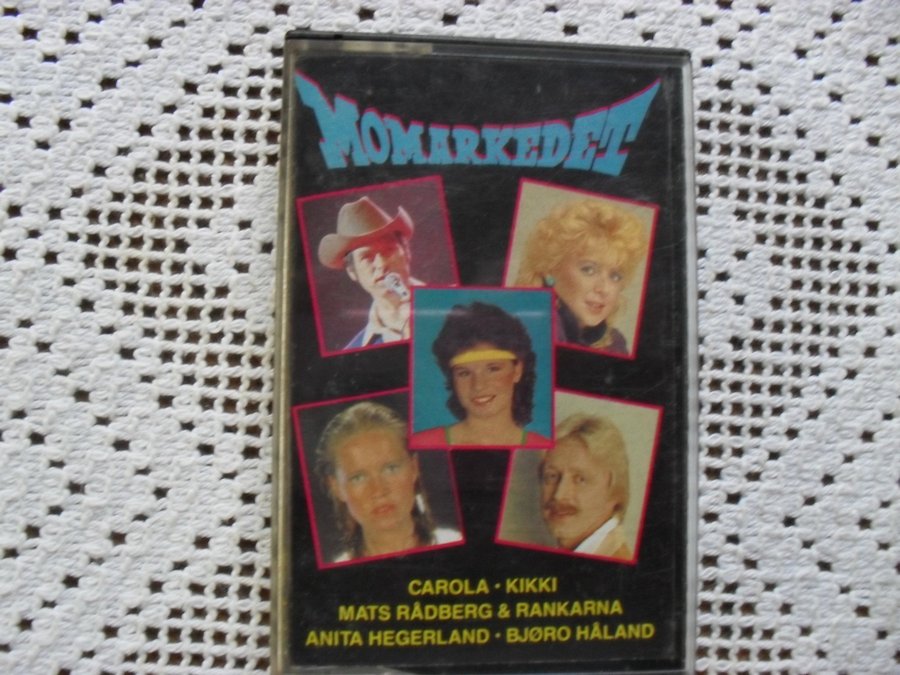 MOMARKEDET
CAROLA · KIKKI
MATS RÅDBERG & RANKARNA
ANITA HEGERLAND · BJØRO HÅLAND